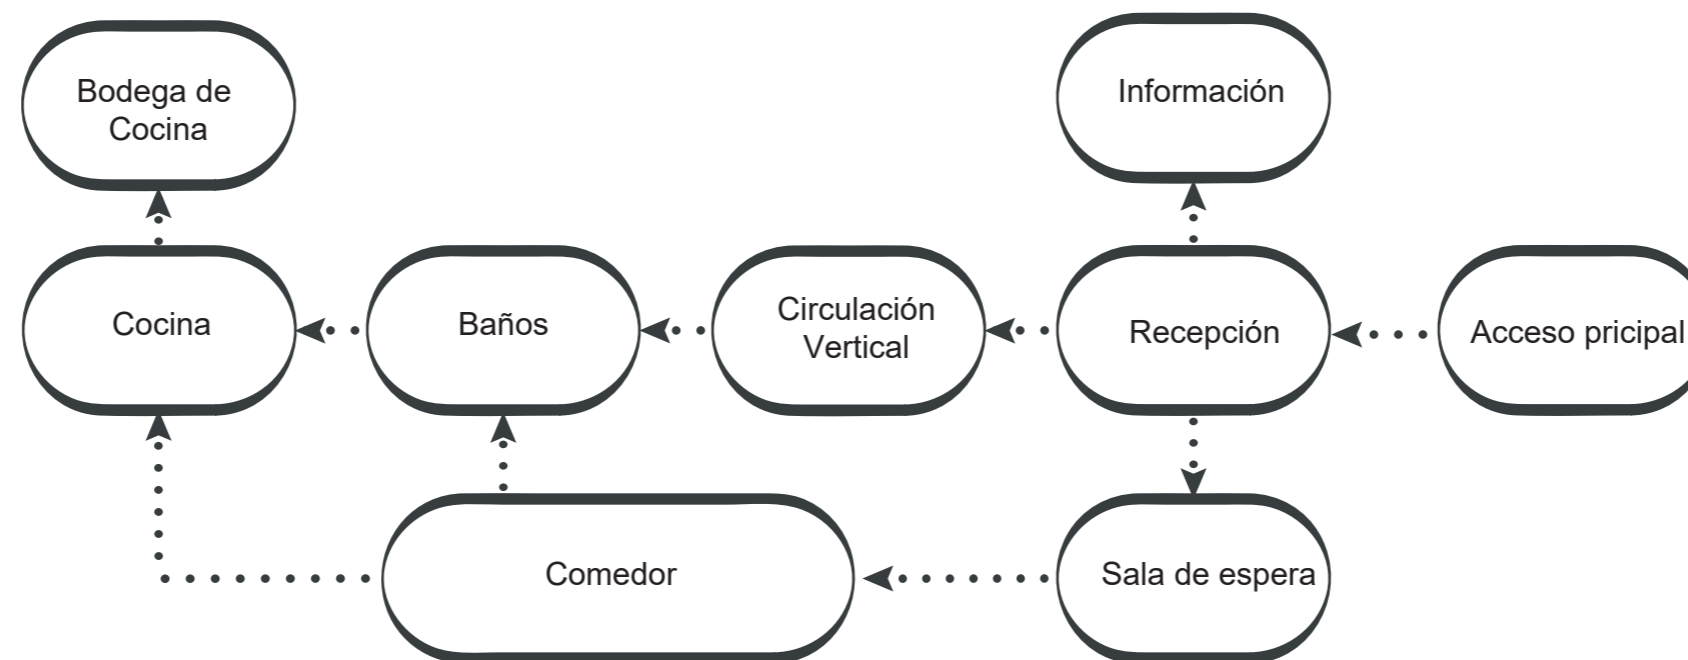 Bodega de
Cocina
Información
Cocina
Baños
Circulación
Vertical
Recepción
Acceso pricipal
Comedor
Sala de espera